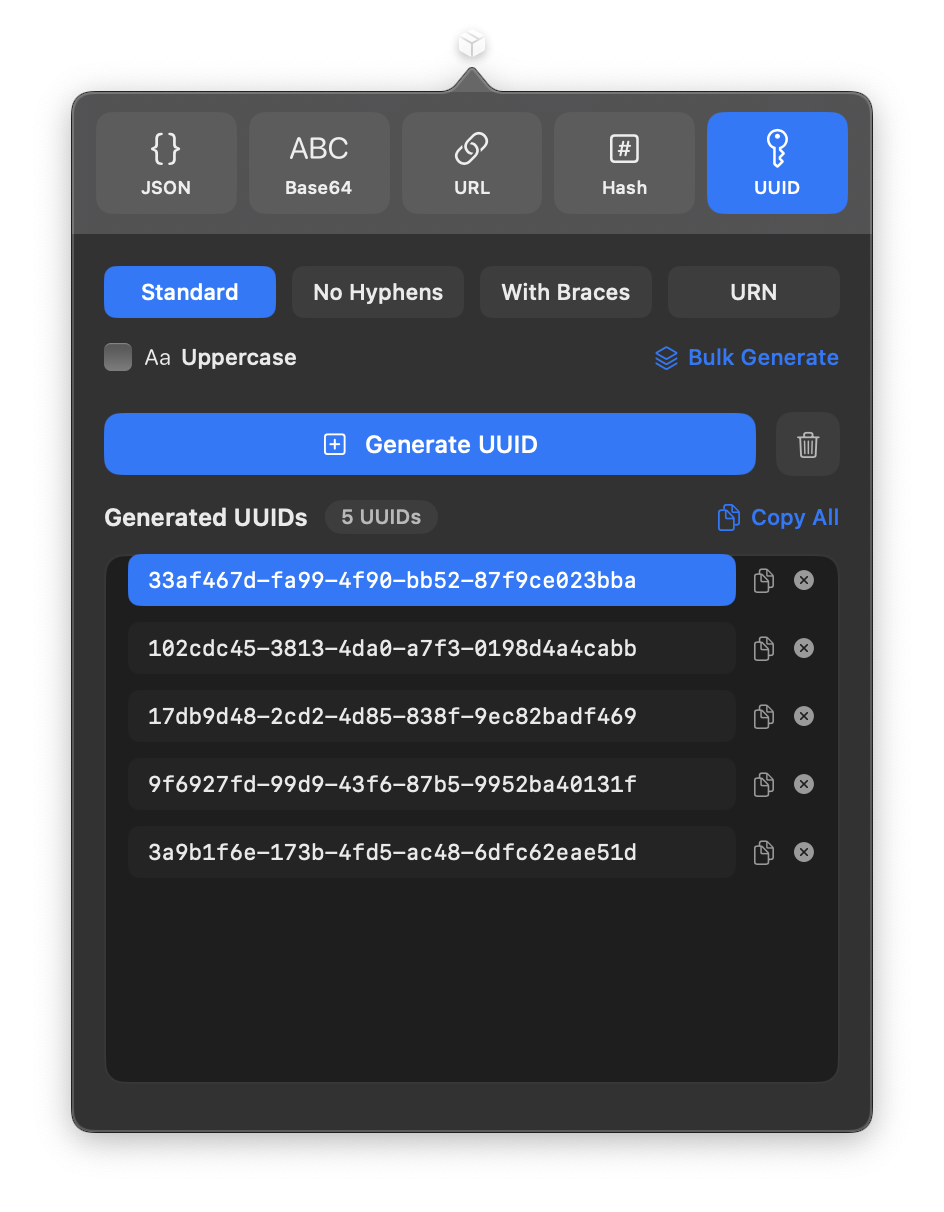 {} ABC #
JSON Base64 URL Hash UUID
Standard No Hyphens With Braces URN
Aa Uppercase Bulk Generate
Generate UUID
Generated UUIDs 5 UUIDs Copy All
33af467d-fa99-4f90-bb52-87f9ce023bba
102cdc45-3813-4da0-a7f3-0198d4a4cabb
17db9d48-2cd2-4d85-838f-9ec82badf469
9f6927fd-99d9-43f6-87b5-9952ba40131f
3a9b1f6e-173b-4fd5-ac48-6dfc62eae51d